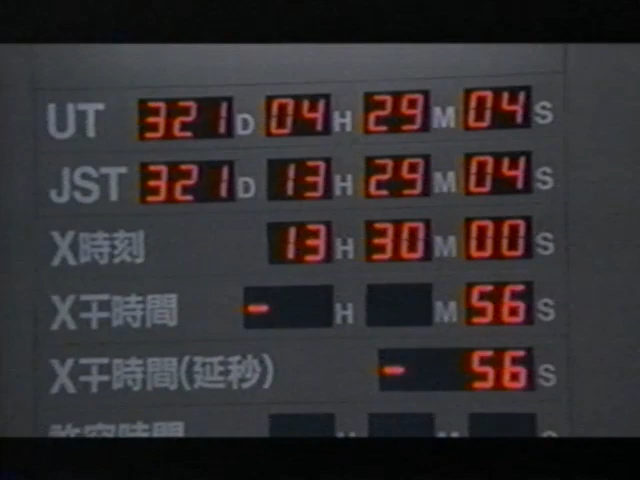 UT 321 D 04 H 29 M 04 S
JST 321 D 13 H 29 M 04 S
X時刻 13 H 30 M 00 S
X干時間 - H M 56 S
X干時間(延秒) - 56 S